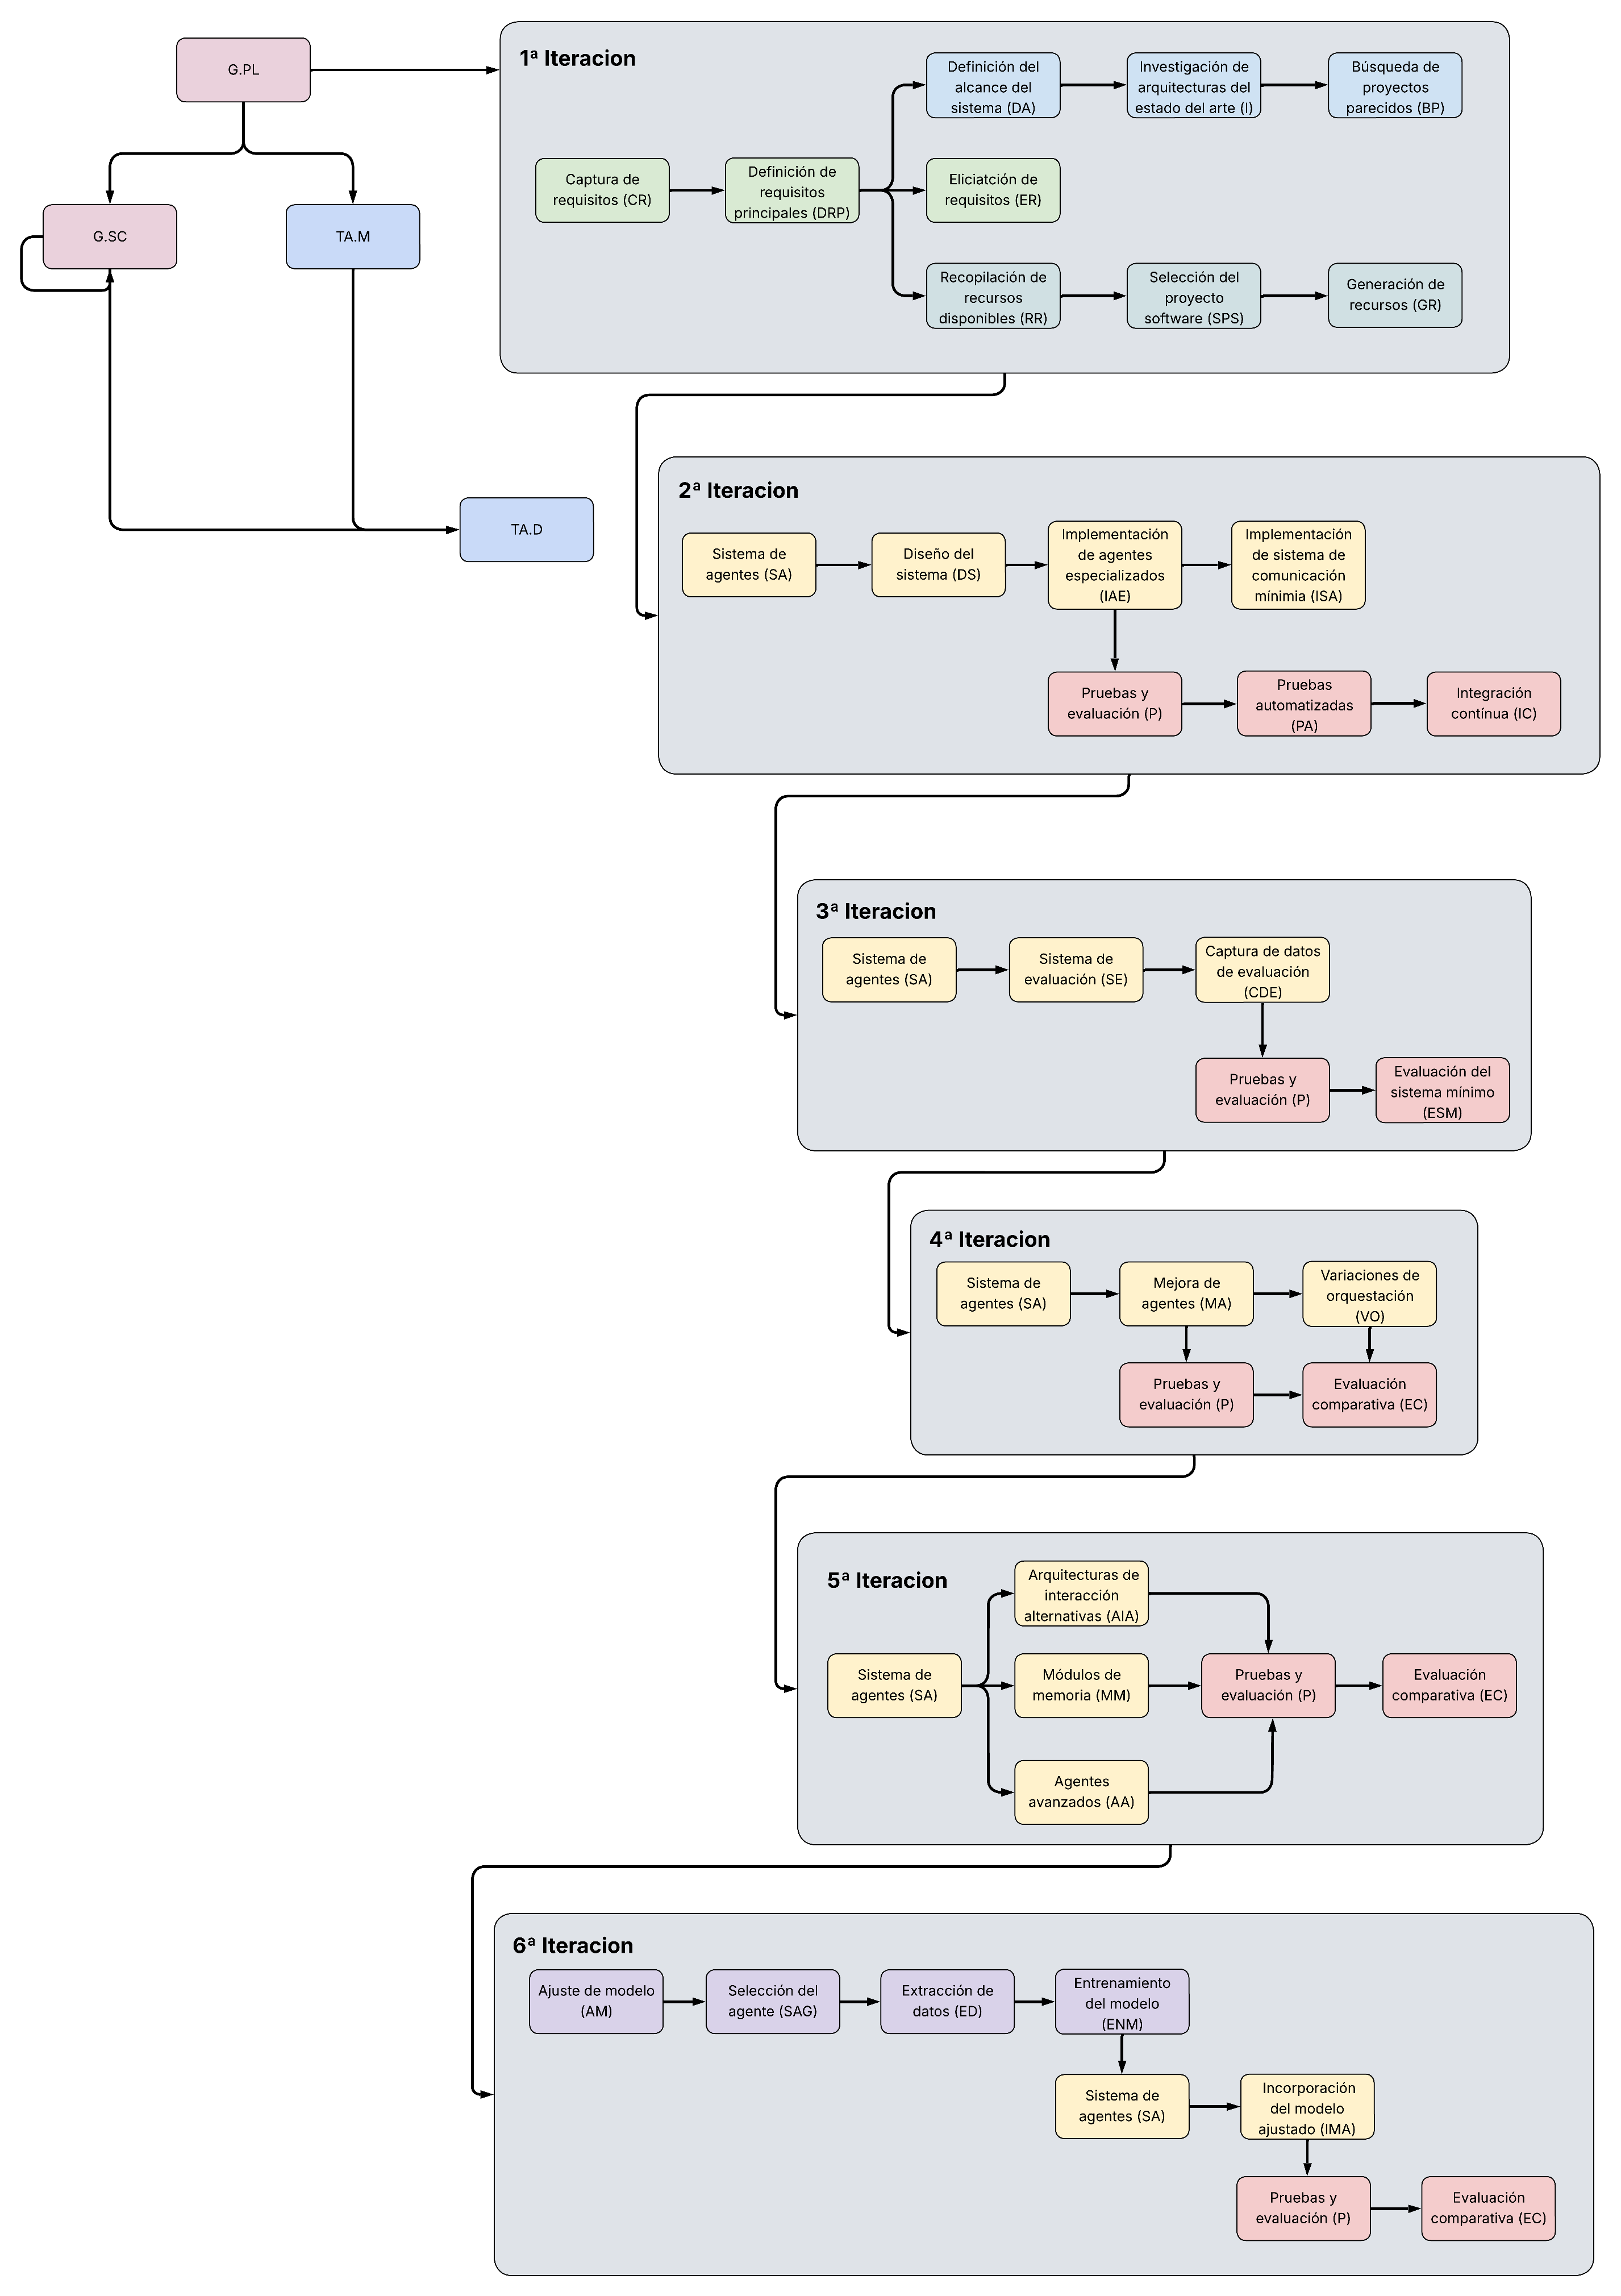 G.PL
G.SC
TA.M
TA.D
1ª Iteracion
Definición del
alcance del
sistema (DA)
Investigación de
arquitecturas del
estado del arte (I)
Búsqueda de
proyectos
parecidos (BP)
Captura de
requisitos (CR)
Definición de
requisitos
principales (DRP)
Eliciatción de
requisitos (ER)
Recopilación de
recursos
disponibles (RR)
Selección del
proyecto
software (SPS)
Generación de
recursos (GR)
2ª Iteracion
Sistema de
agentes (SA)
Diseño del
sistema (DS)
Implementación
de agentes
especializados
(IAE)
Implementación
de sistema de
comunicación
mínimia (ISA)
Pruebas y
evaluación (P)
Pruebas
automatizadas
(PA)
Integración
contínua (IC)
3ª Iteracion
Sistema de
agentes (SA)
Sistema de
evaluación (SE)
Captura de datos
de evaluación
(CDE)
Pruebas y
evaluación (P)
Evaluación del
sistema mínimo
(ESM)
4ª Iteracion
Sistema de
agentes (SA)
Mejora de
agentes (MA)
Variaciones de
orquestación
(VO)
Pruebas y
evaluación (P)
Evaluación
comparativa (EC)
5ª Iteracion
Arquitecturas de
interacción
alternativas (AIA)
Sistema de
agentes (SA)
Módulos de
memoria (MM)
Pruebas y
evaluación (P)
Evaluación
comparativa (EC)
Agentes
avanzados (AA)
6ª Iteracion
Ajuste de modelo
(AM)
Selección del
agente (SAG)
Extracción de
datos (ED)
Entrenamiento
del modelo
(ENM)
Sistema de
agentes (SA)
Incorporación
del modelo
ajustado (IMA)
Pruebas y
evaluación (P)
Evaluación
comparativa (EC)